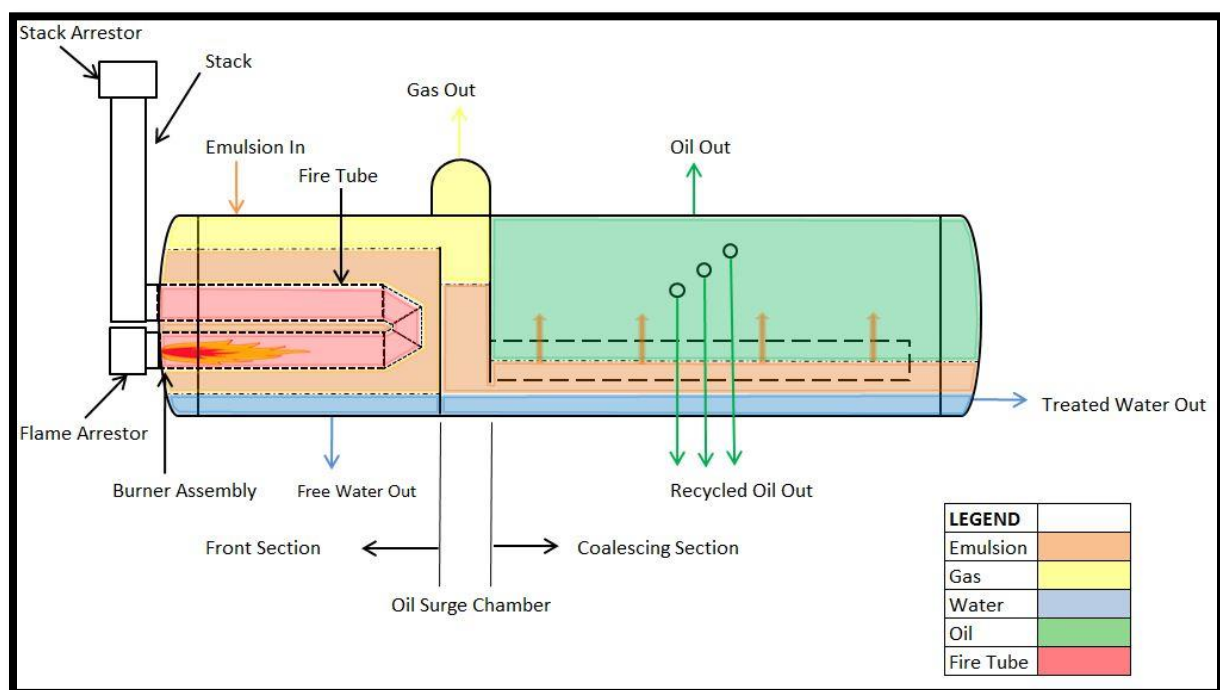 Stack Arrestor
Stack
Gas Out
Emulsion In
Oil Out
Fire Tube
Treated Water Out
Flame Arrestor
Burner Assembly
Free Water Out
Recycled Oil Out
Front Section
Coalescing Section
Oil Surge Chamber
LEGEND
Emulsion
Gas
Water
Oil
Fire Tube